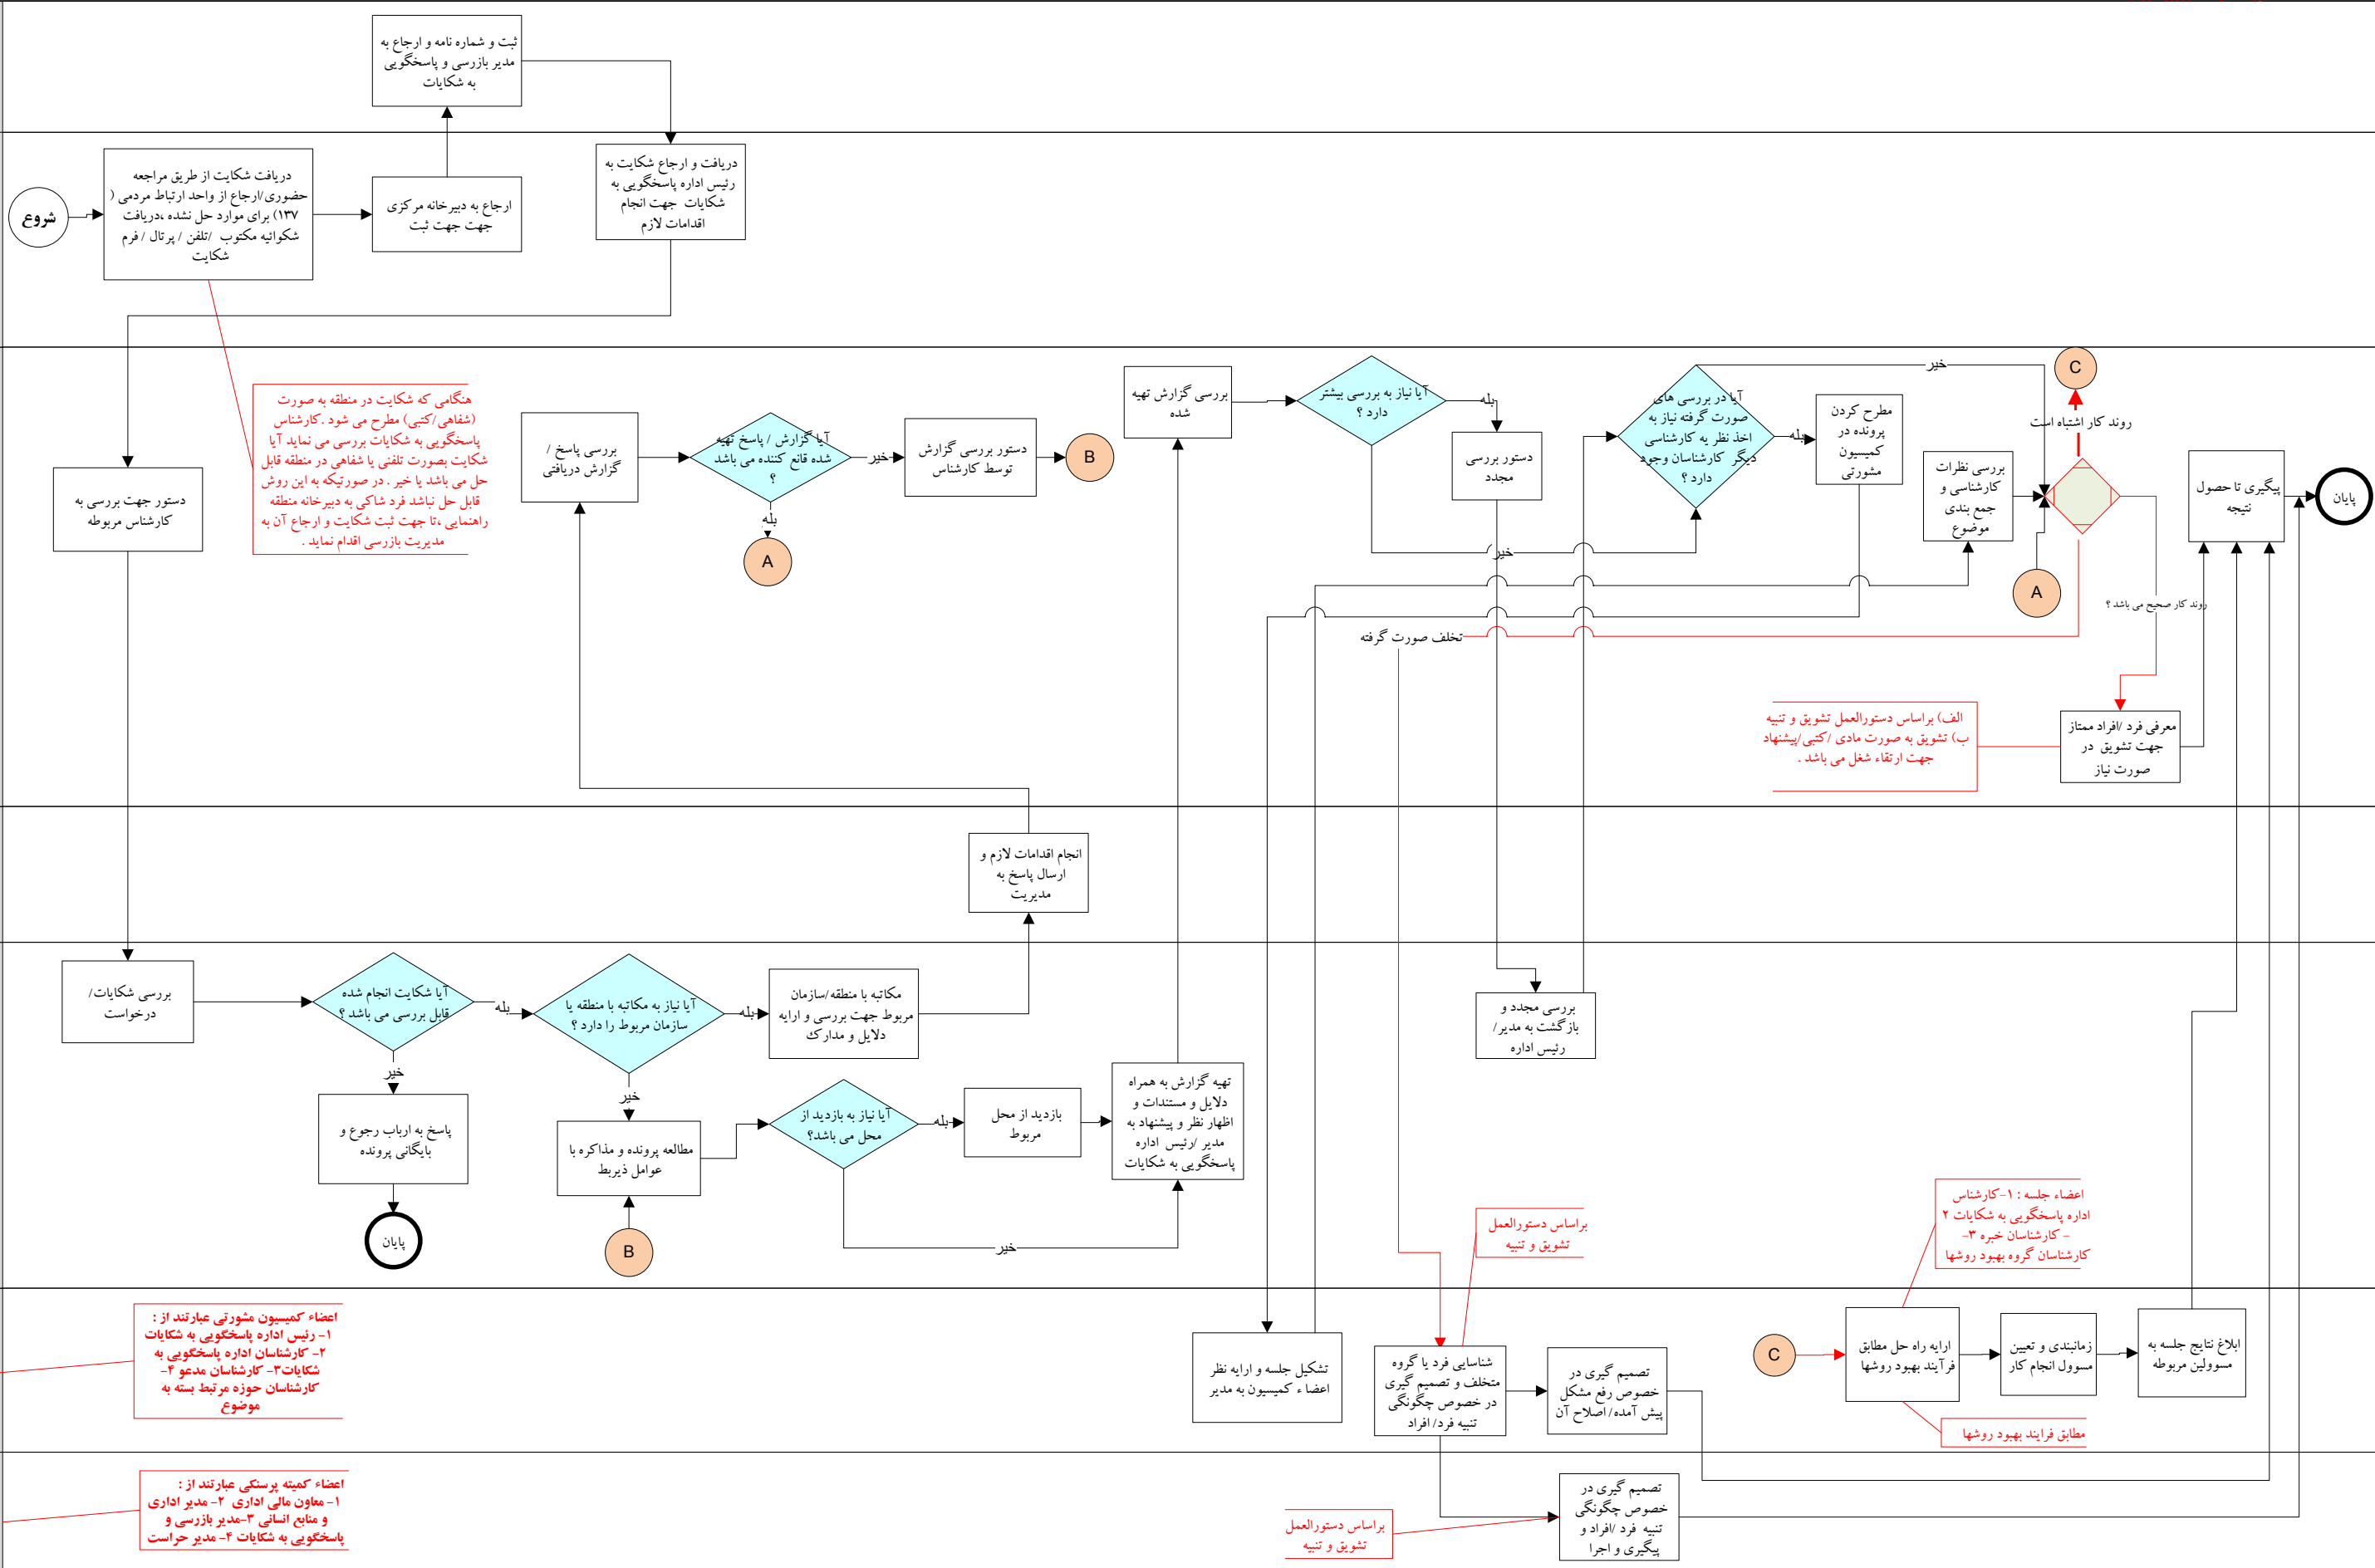 ثبت و شماره نامه و ارجاع به
مدیر بازرسی و پاسخگویی
به شکایات
شروع
دریافت شکایت از طریق مراجعه
حضوری/ارجاع از واحد ارتباط مردمی (
۱۳۷) برای موارد حل نشده ،دریافت
شکوائیه مکتوب /تلفن / پرتال / فرم
شکایت
ارجاع به دبیرخانه مرکزی
جهت جهت ثبت
دریافت و ارجاع شکایت به
رئیس اداره پاسخگویی به
شکایات جهت انجام
اقدامات لازم
دستور جهت بررسی به
کارشناس مربوطه
هنگامی که شکایت در منطقه به صورت
(شفاهی/کتبی) مطرح می شود .کارشناس
پاسخگویی به شکایات بررسی می نماید آیا
شکایت بصورت تلفنی یا شفاهی در منطقه قابل
حل می باشد یا خیر . در صورتیکه به این روش
قابل حل نباشد فرد شاکی به دبیرخانه منطقه
راهنمایی ،تا جهت ثبت شکایت و ارجاع آن به
مدیریت بازرسی اقدام نماید .
بررسی پاسخ /
گزارش دریافتی
آیا گزارش / پاسخ تهیه
شده قانع کننده می باشد
؟
خیر
بله
A
دستور بررسی گزارش
توسط کارشناس
B
بررسی گزارش تهیه
شده
آیا نیاز به بررسی بیشتر
دارد ؟
بله
خیر
دستور بررسی
مجدد
آیا در بررسی های
صورت گرفته نیاز به
اخذ نظر یه کارشناسی
دیگر کارشناسان وجود
دارد ؟
خیر
بله
مطرح کردن
پرونده در
کمیسیون
مشورتی
بررسی نظرات
کارشناسی و
جمع بندی
موضوع
C
روند کار اشتباه است
A
روند کار صحیح می باشد ؟
تخلف صورت گرفته
پیگیری تا حصول
نتیجه
پایان
الف) براساس دستورالعمل تشویق و تنبیه
ب) تشویق به صورت مادی /کتبی/پیشنهاد
جهت ارتقاء شغل می باشد .
معرفی فرد /افراد ممتاز
جهت تشویق در
صورت نیاز
انجام اقدامات لازم و
ارسال پاسخ به
مدیریت
بررسی شکایات/
درخواست
آیا شکایت انجام شده
قابل بررسی می باشد ؟
بله
خیر
پاسخ به ارباب رجوع و
بایگانی پرونده
پایان
آیا نیاز به مکاتبه با منطقه یا
سازمان مربوط را دارد ؟
بله
خیر
مکاتبه با منطقه/سازمان
مربوط جهت بررسی و ارایه
دلایل و مدارک
مطالعه پرونده و مذاکره با
عوامل ذیربط
B
آیا نیاز به بازدید از
محل می باشد؟
بله
خیر
بازدید از محل
مربوط
تهیه گزارش به همراه
دلایل و مستندات و
اظهار نظر و پیشنهاد به
مدیر /رئیس اداره
پاسخگویی به شکایات
بررسی مجدد و
بازگشت به مدیر/
رئیس اداره
براساس دستورالعمل
تشویق و تنبیه
اعضاء جلسه : ۱-کارشناس
اداره پاسخگویی به شکایات ۲
- کارشناسان خبره ۳-
کارشناسان گروه بهبود روشها
اعضاء کمیسیون مشورتی عبارتند از :
۱- رئیس اداره پاسخگویی به شکایات
۲- کارشناسان اداره پاسخگویی به
شکایات۳- کارشناسان مدعو ۴-
کارشناسان حوزه مرتبط بسته به
موضوع
تشکیل جلسه و ارایه نظر
اعضا ء کمیسیون به مدیر
شناسایی فرد یا گروه
متخلف و تصمیم گیری
در خصوص چگونگی
تنبیه فرد/ افراد
تصمیم گیری در
خصوص رفع مشکل
پیش آمده/ اصلاح آن
C
ارایه راه حل مطابق
فرآیند بهبود روشها
زمانبندی و تعیین
مسوول انجام کار
ابلاغ نتایج جلسه به
مسوولین مربوطه
مطابق فرایند بهبود روشها
اعضاء کمیته پرسنکی عبارتند از :
۱- معاون مالی اداری ۲- مدیر اداری
و منابع انسانی ۳-مدیر بازرسی و
پاسخگویی به شکایات ۴- مدیر حراست
براساس دستورالعمل
تشویق و تنبیه
تصمیم گیری در
خصوص چگونگی
تنبیه فرد /افراد و
پیگیری و اجرا